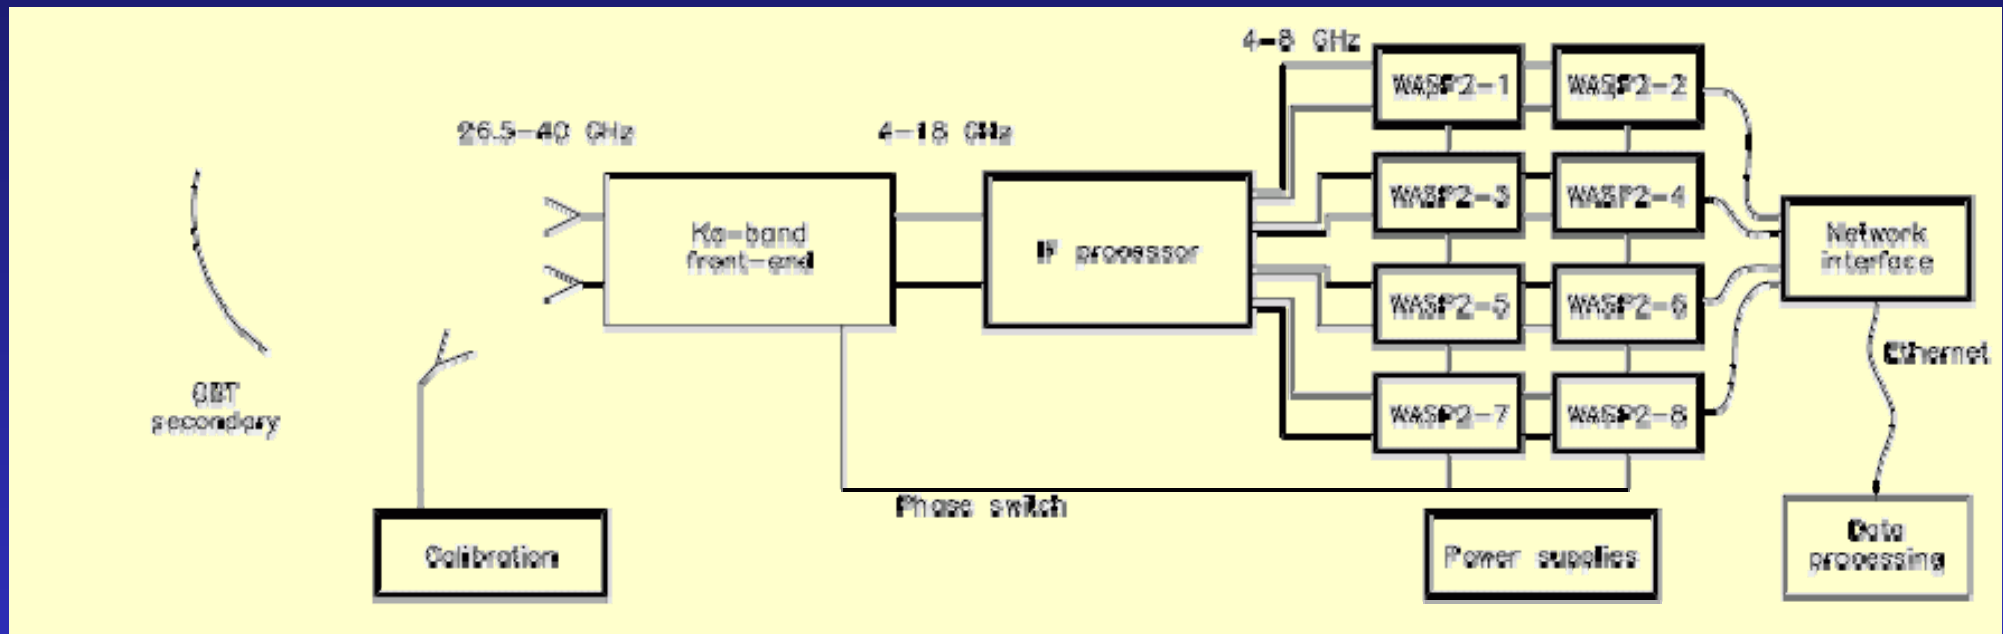 4-8 GHz
WASP2-1
WASP2-2
26.5-40 GHz
4-18 GHz
WASP2-3
WASP2-4
Ka-band
front-end
IF processor
Network
interface
WASP2-5
WASP2-6
Ethernet
GBT
secondary
WASP2-7
WASP2-8
Phase switch
Calibration
Power supplies
Data
processing